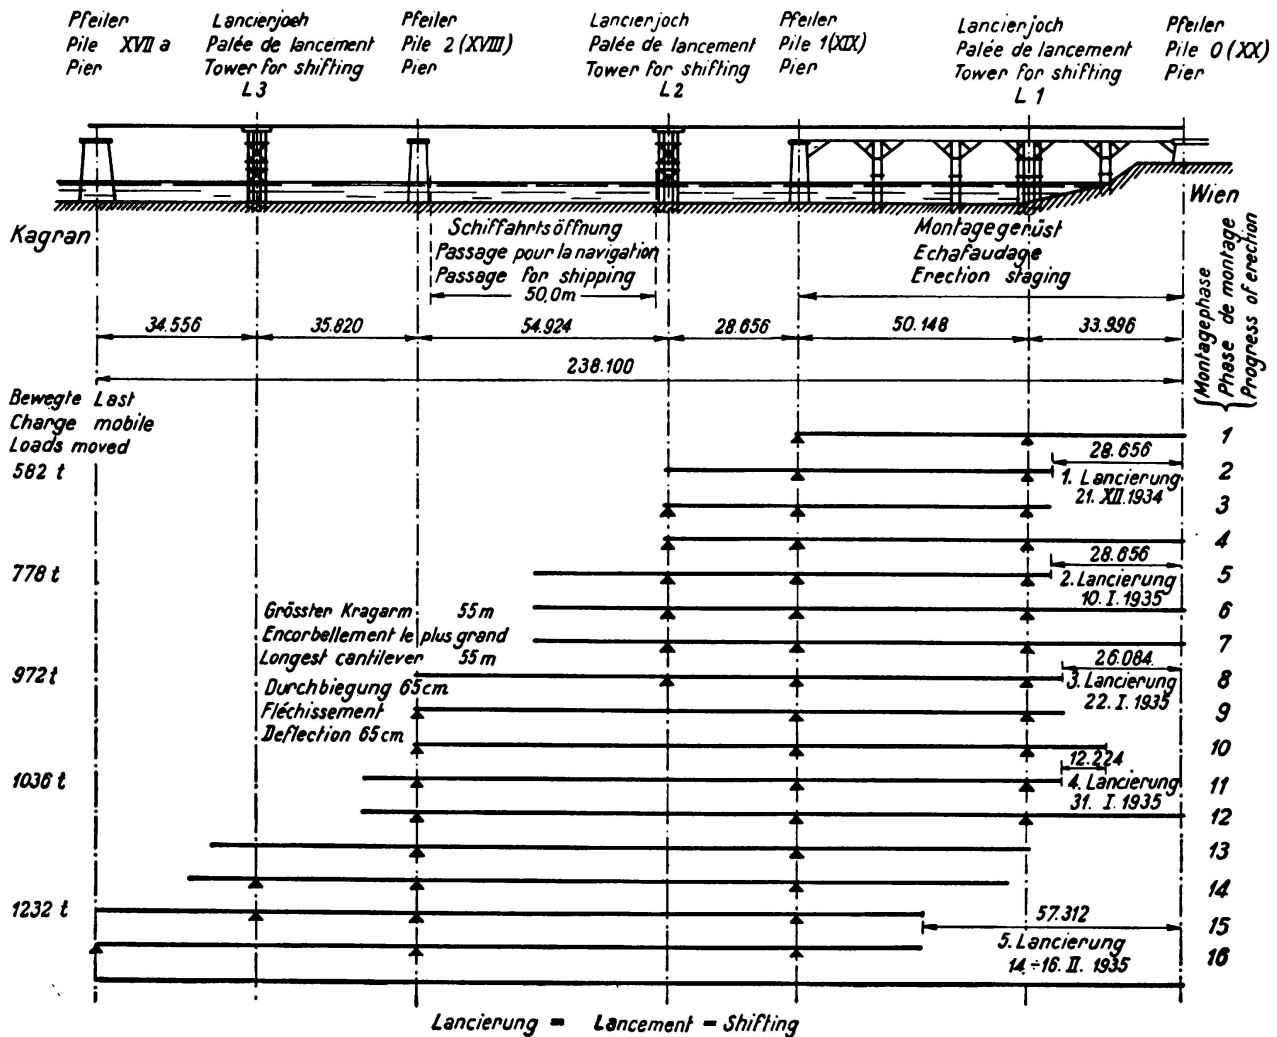 Pfeiler
Pile XVII a
Pier
Lancierjoch
Palée de lancement
Tower for shifting
L3
Pfeiler
Pile 2 (XVIII)
Pier
Lancierjoch
Palée de lancement
Tower for shifting
L2
Pfeiler
Pile 1 (XIX)
Pier
Lancierjoch
Palée de lancement
Tower for shifting
L1
Pfeiler
Pile 0 (XX)
Pier
Kagran
Wien
Schiffahrtsöffnung
Passage pour la navigation
Passage for shipping
50,0m
Montagegerüst
Echafaudage
Erection staging
Montagephase
Phase de montage
Progress of erection
34.556 35.820 54.924 28.656 50.148 33.996
238.100
Bewegte Last
Charge mobile
Loads moved
1
28.656
582 t
2
1. Lancierung
21. XII. 1934
3
4
28.656
778 t
5
2. Lancierung
10. I. 1935
6
Grösster Kragarm 55 m
Encorbellement le plus grand
Longest cantilever 55 m
7
26.084
972 t
8
3. Lancierung
22. I. 1935
Durchbiegung 65cm
Fléchissement
Deflection 65cm
9
10
12.224
1036 t
11
4. Lancierung
31. I. 1935
12
13
14
1232 t
57.312
15
5. Lancierung
14.÷16. II. 1935
16
Lancierung = Lancement = Shifting